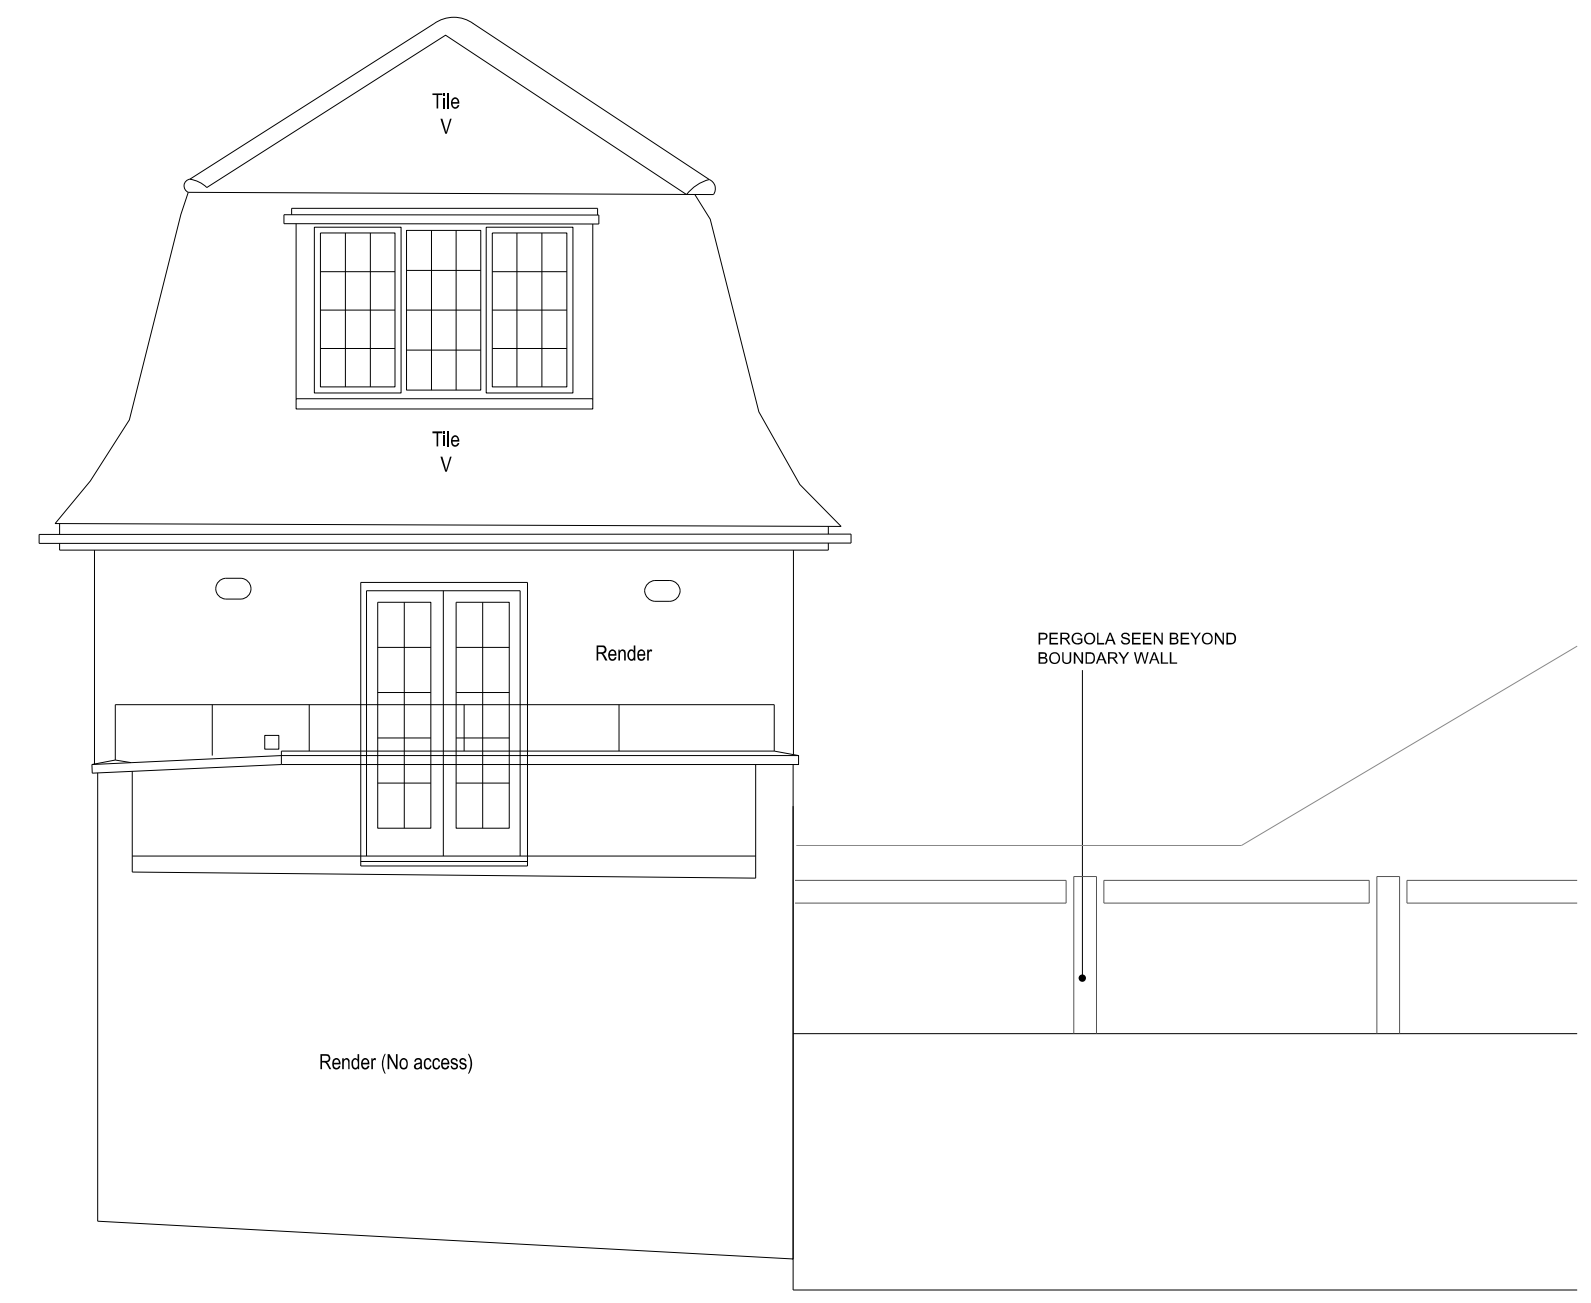 Tile
V
Tile
V
Render
PERGOLA SEEN BEYOND
BOUNDARY WALL
Render (No access)